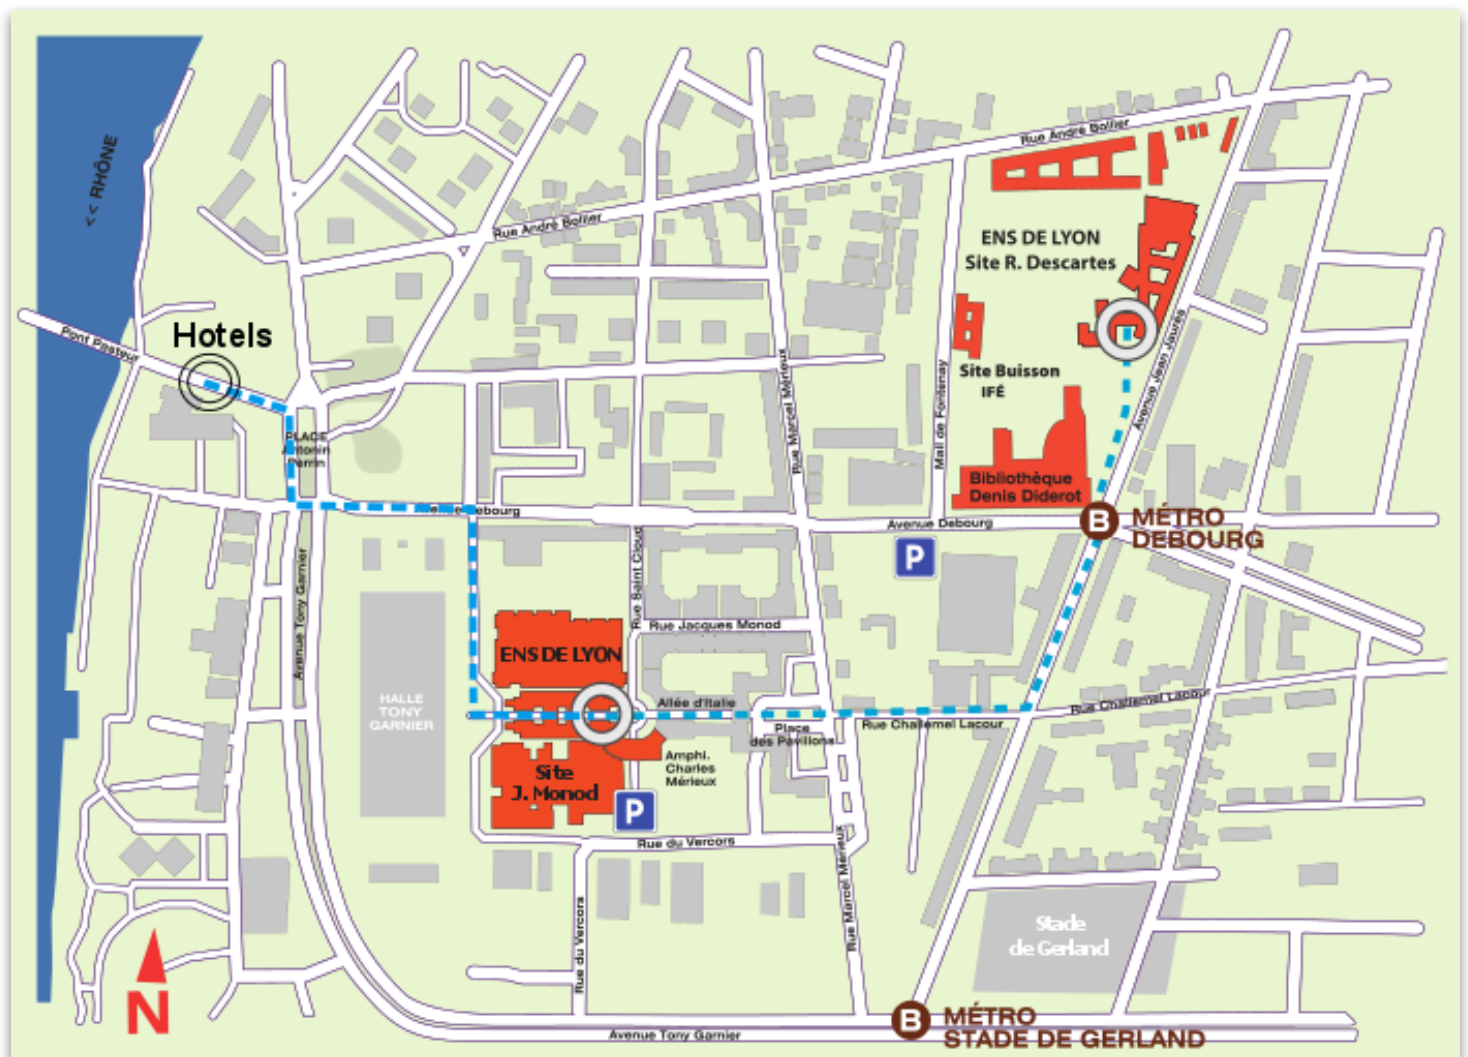 << RHÔNE
Rue André Bollier
Rue André Bollier
ENS DE LYON
Site R. Descartes
Hotels
Pont Pasteur
Avenue Jean Jaurès
Site Buisson
IFÉ
Rue Marcel Mérieux
Mail de Fontenay
PLACE
Antonin
Perrin
Bibliothèque
Denis Diderot
Avenue Debourg
Avenue Debourg
B
MÉTRO
DEBOURG
P
Rue Saint Cloud
Avenue Tony Garnier
Rue Jacques Monod
ENS DE LYON
HALLE
TONY
GARNIER
Allée d'Italie
Rue Challemel Lacour
Rue Challemel Lacour
Place
des Pavillons
Amphi.
Charles
Mérieux
Site
J. Monod
P
Rue du Vercors
Rue Marcel Mérieux
Rue du Vercors
Stade
de Gerland
N
B
MÉTRO
STADE DE GERLAND
Avenue Tony Garnier